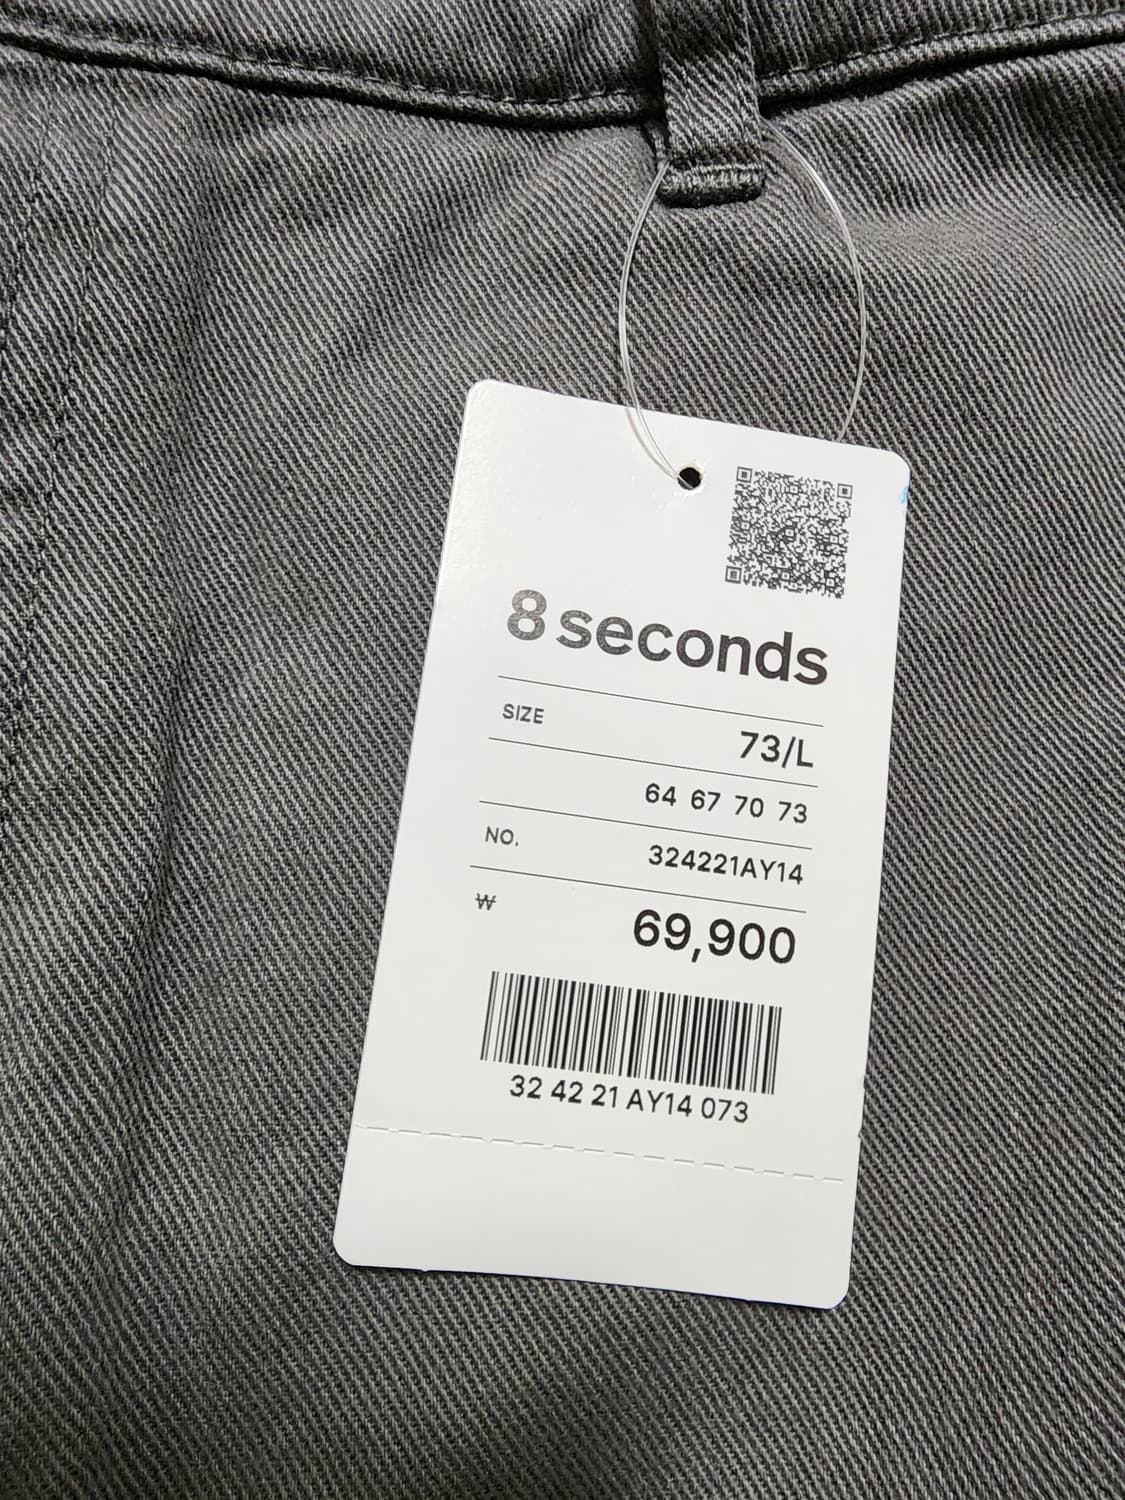 8 seconds
SIZE
73/L
64 67 70 73
NO.
324221AY14
₩
69,900
32 42 21 AY14 073